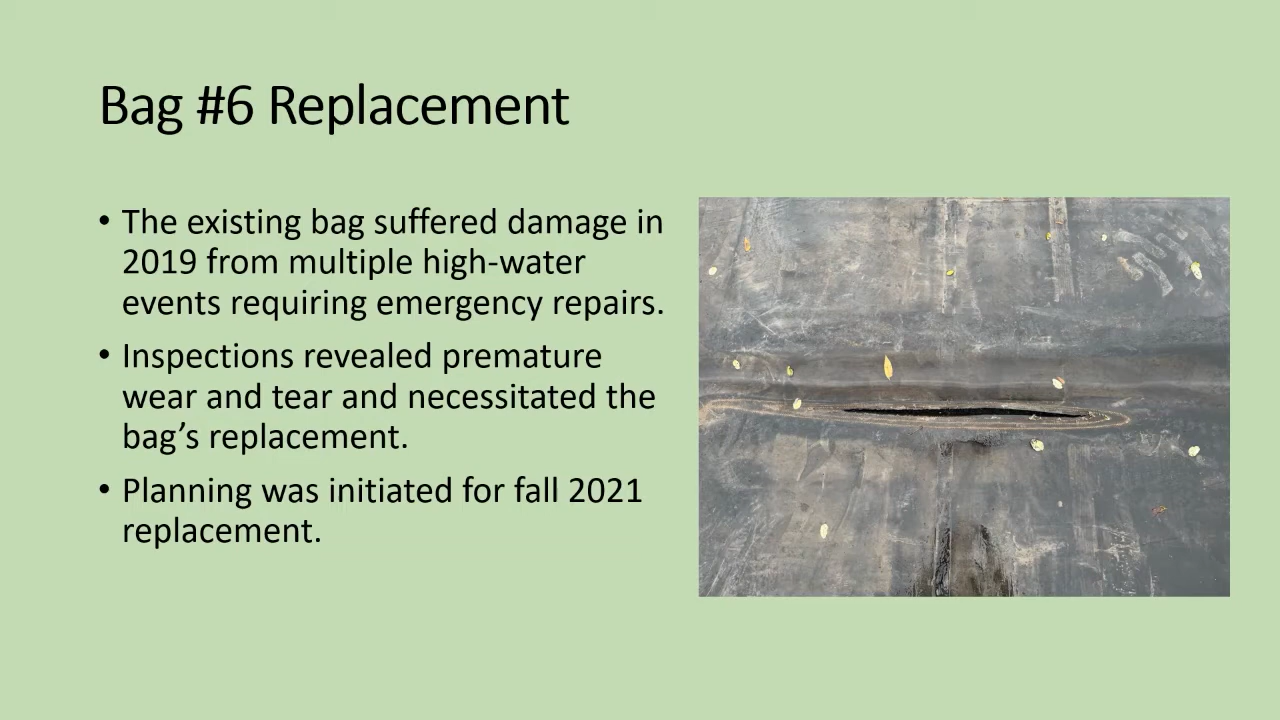 Bag #6 Replacement
• The existing bag suffered damage in
2019 from multiple high-water
events requiring emergency repairs.
• Inspections revealed premature
wear and tear and necessitated the
bag’s replacement.
• Planning was initiated for fall 2021
replacement.